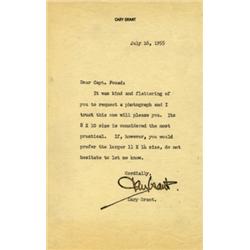 CARY GRANT
July 16, 1955
Dear Capt. Pound:
It was kind and flattering of
you to request a photograph and I
trust this one will please you. Its
8 X 10 size is considered the most
practical. If, however, you would
prefer the larger 11 X 14 size, do not
hesitate to let me know.
Cordially,
Cary Grant.
Cary Grant.